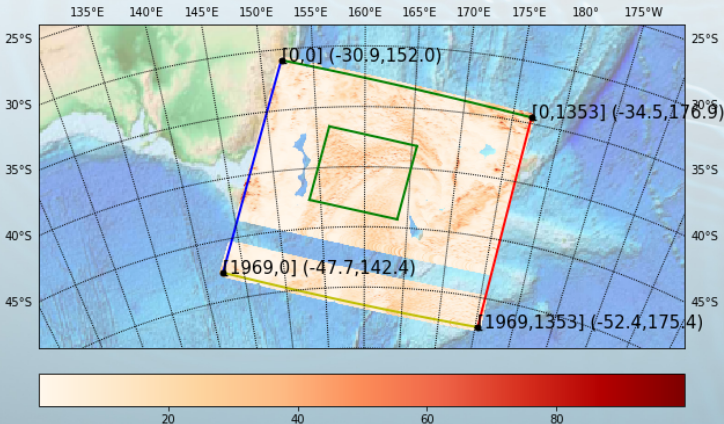 135°E 140°E 145°E 150°E 155°E 160°E 165°E 170°E 175°E 180° 175°W
25°S 25°S
[0,0] (-30.9,152.0)
30°S 30°S
[0,1353] (-34.5,176.9)
35°S 35°S
40°S 40°S
[1969,0] (-47.7,142.4)
45°S 45°S
[1969,1353] (-52.4,175.4)
20 40 60 80